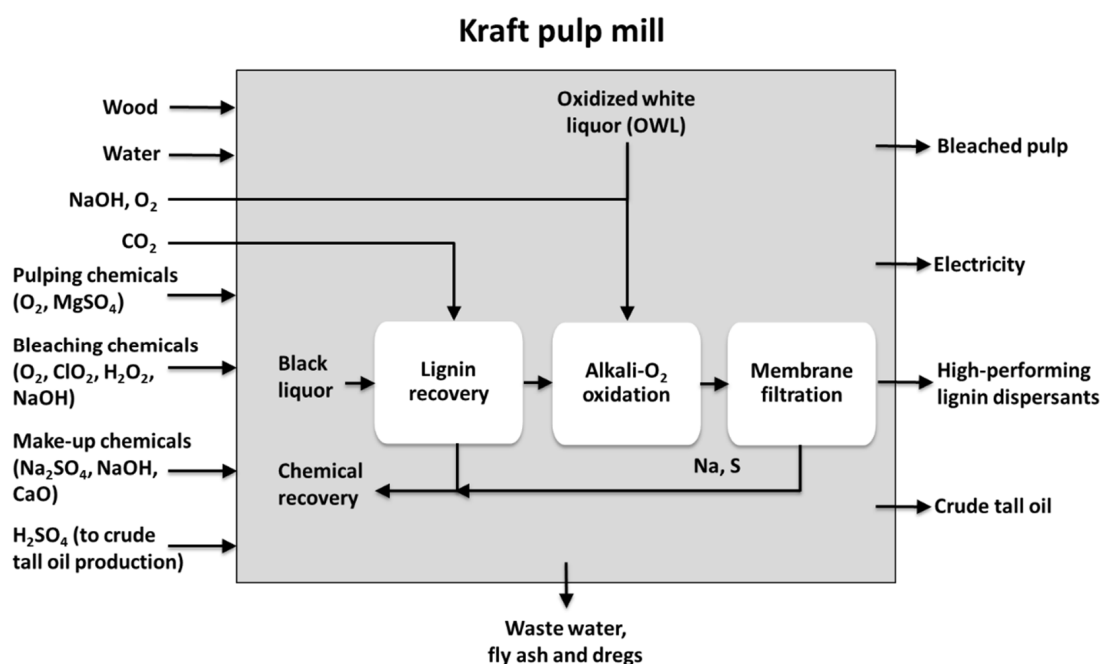 Kraft pulp mill
Wood
Water
NaOH, O₂
CO₂
Pulping chemicals
(O₂, MgSO₄)
Bleaching chemicals
(O₂, ClO₂, H₂O₂,
NaOH)
Make-up chemicals
(Na₂SO₄, NaOH,
CaO)
H₂SO₄ (to crude
tall oil production)
Oxidized white
liquor (OWL)
Black
liquor
Lignin
recovery
Alkali-O₂
oxidation
Membrane
filtration
Na, S
Chemical
recovery
Bleached pulp
Electricity
High-performing
lignin dispersants
Crude tall oil
Waste water,
fly ash and dregs